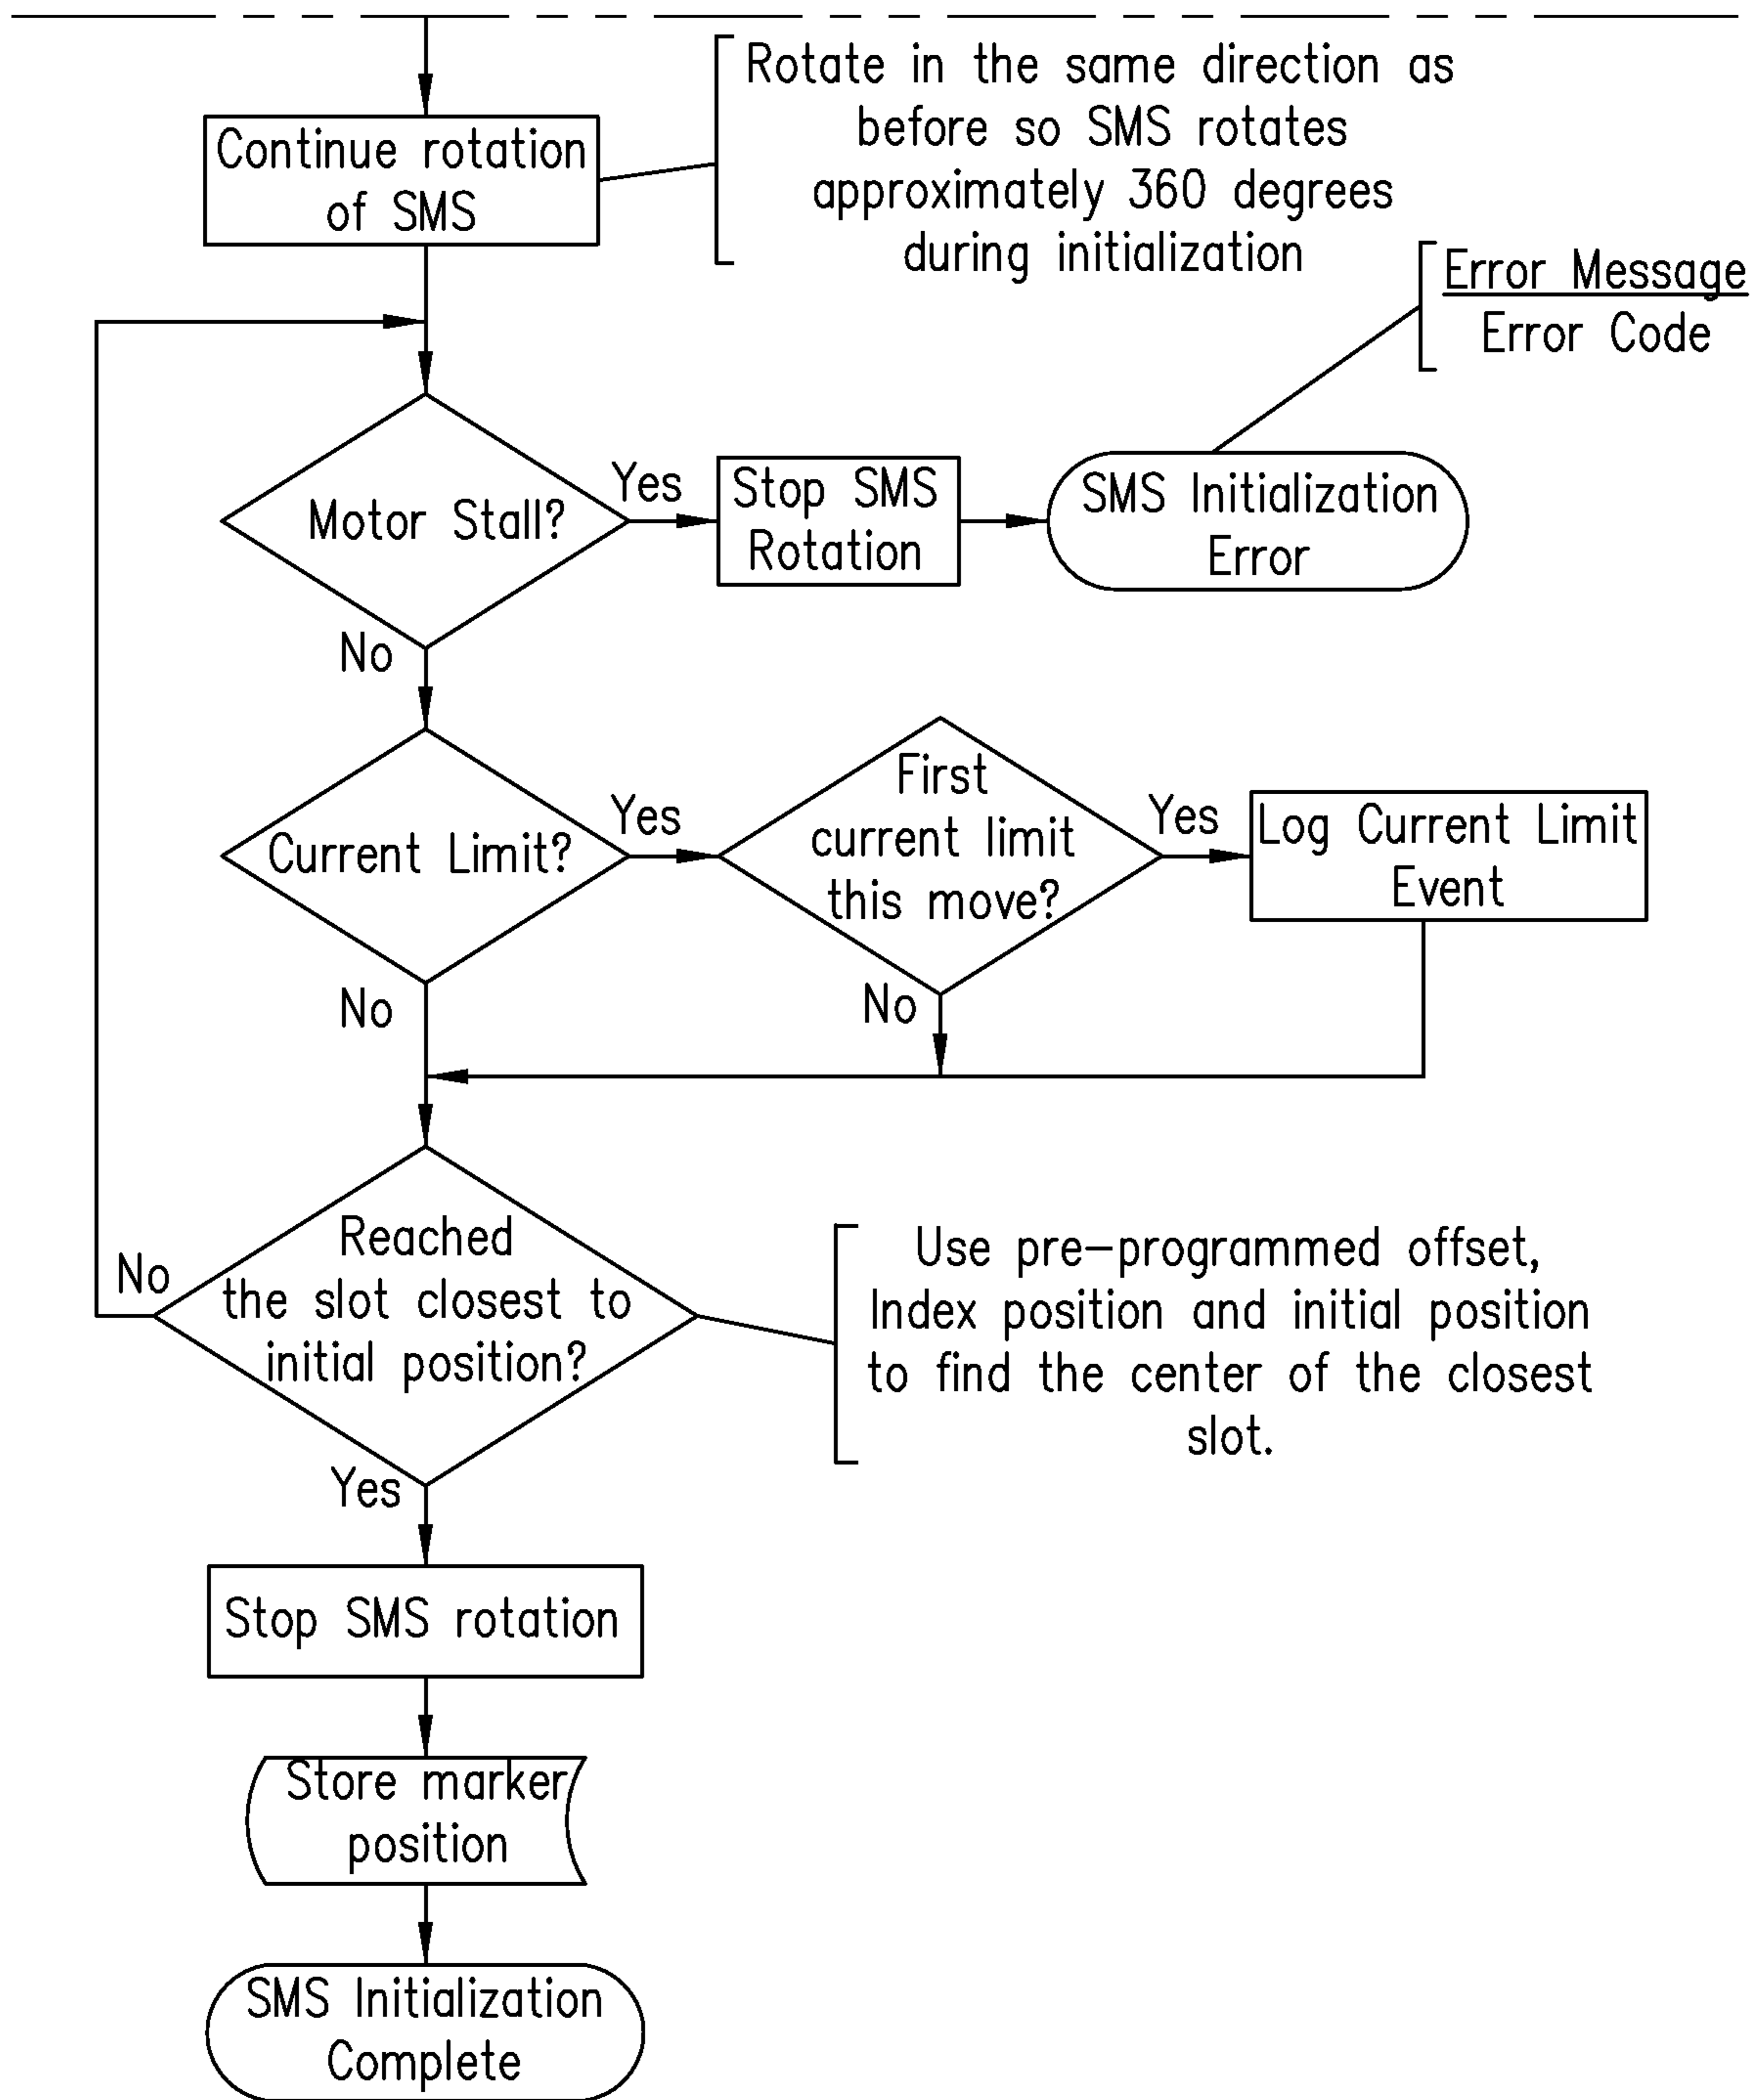 Rotate in the same direction as
before so SMS rotates
approximately 360 degrees
during initialization
Continue rotation
of SMS
Error Message
Error Code
Motor Stall?
Yes
Stop SMS
Rotation
SMS Initialization
Error
No
Current Limit?
Yes
First
current limit
this move?
Yes
Log Current Limit
Event
No
No
Reached
the slot closest to
initial position?
No
Use pre-programmed offset,
Index position and initial position
to find the center of the closest
slot.
Yes
Stop SMS rotation
Store marker
position
SMS Initialization
Complete